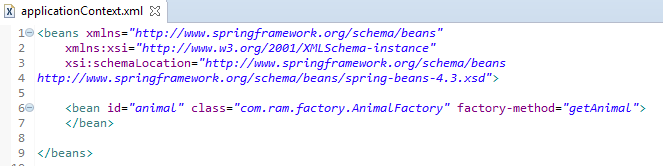 applicationContext.xml
1 <beans xmlns="http://www.springframework.org/schema/beans"
2 xmlns:xsi="http://www.w3.org/2001/XMLSchema-instance"
3 xsi:schemaLocation="http://www.springframework.org/schema/beans
4 http://www.springframework.org/schema/beans/spring-beans-4.3.xsd">
5
6 <bean id="animal" class="com.ram.factory.AnimalFactory" factory-method="getAnimal">
7 </bean>
8
9 </beans>